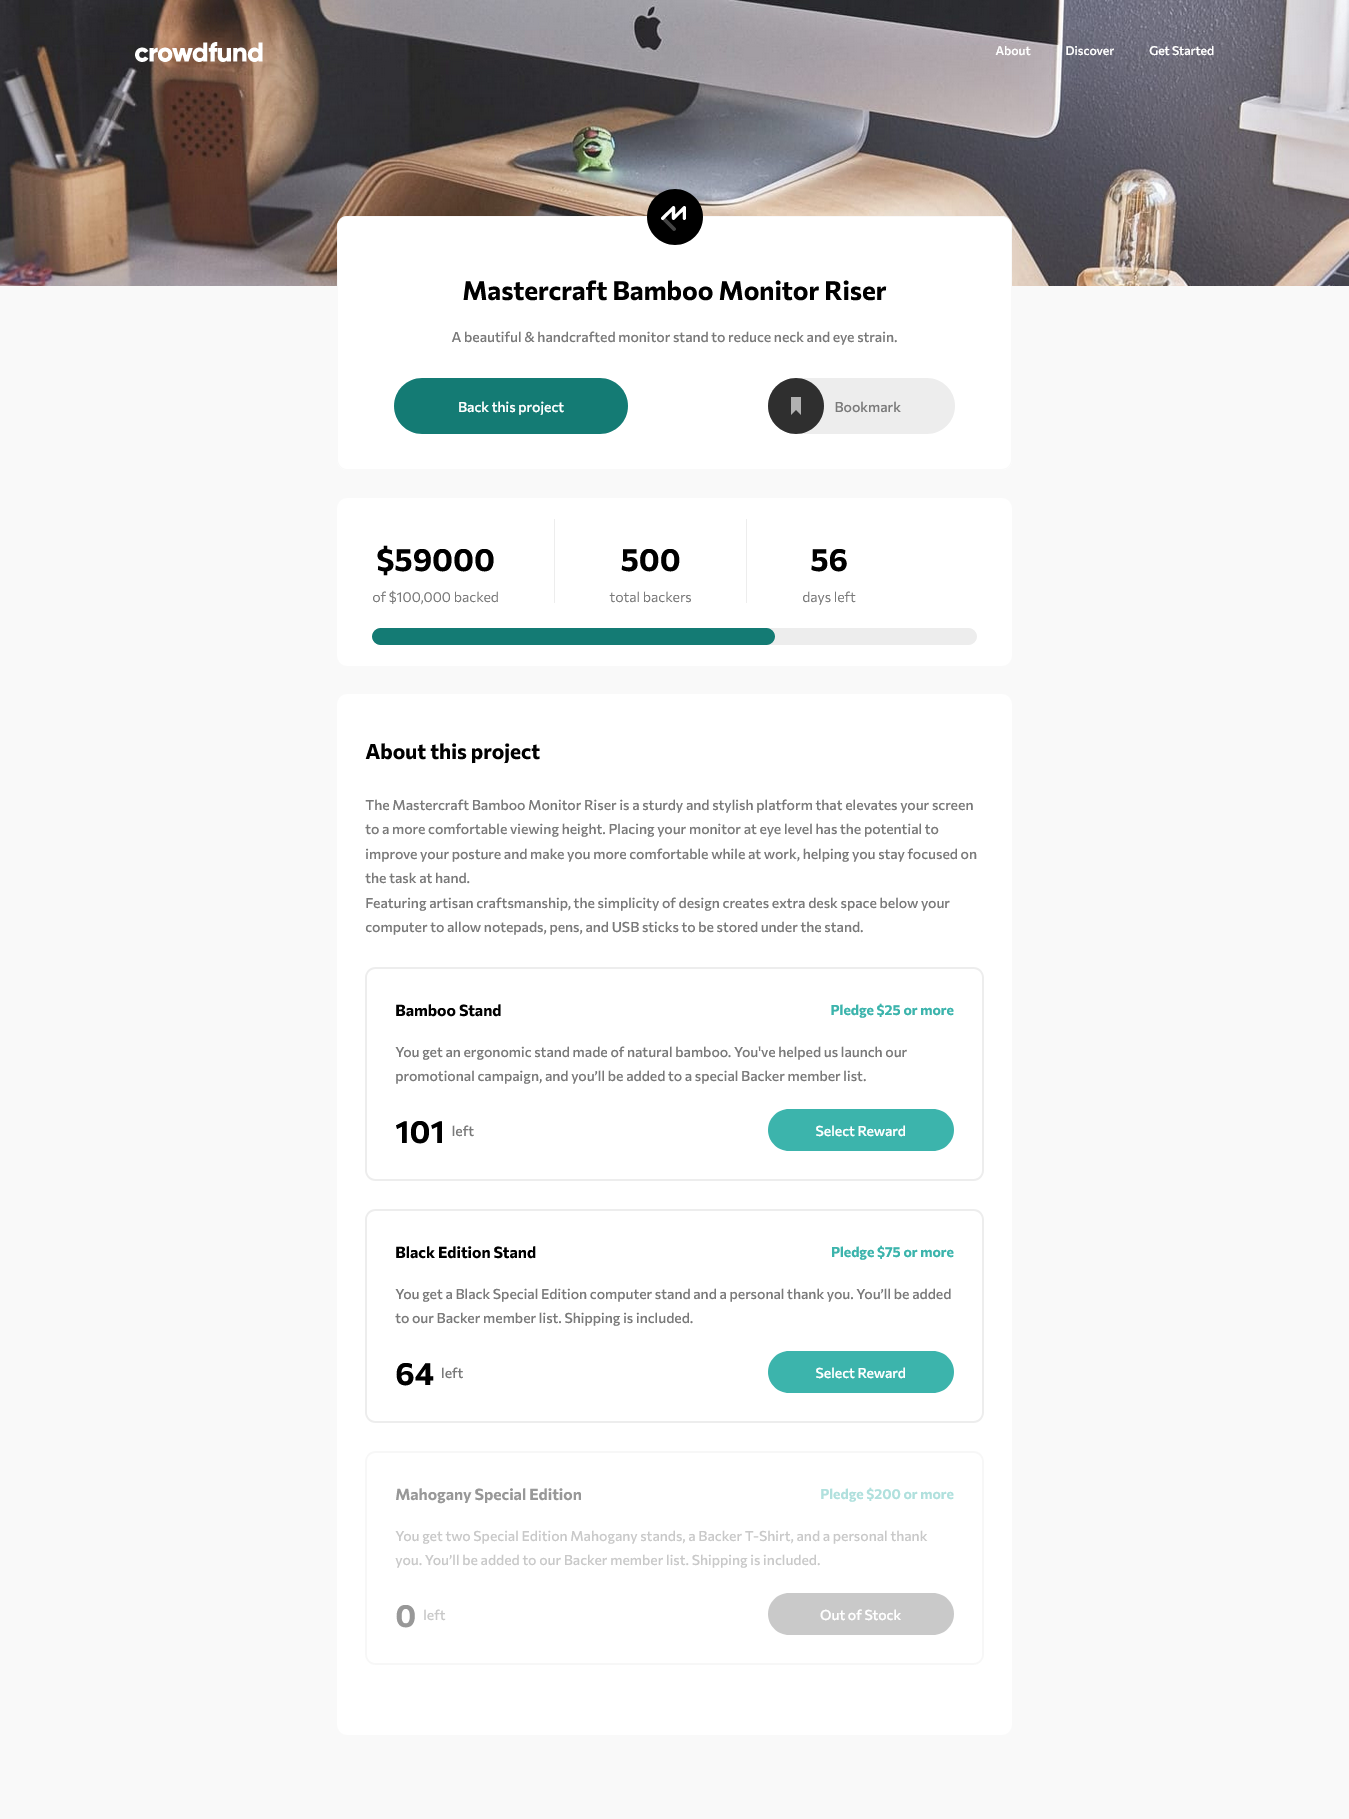 crowdfund
About Discover Get Started
Mastercraft Bamboo Monitor Riser
A beautiful & handcrafted monitor stand to reduce neck and eye strain.
Back this project
Bookmark
$59000
of $100,000 backed
500
total backers
56
days left
About this project
The Mastercraft Bamboo Monitor Riser is a sturdy and stylish platform that elevates your screen
to a more comfortable viewing height. Placing your monitor at eye level has the potential to
improve your posture and make you more comfortable while at work, helping you stay focused on
the task at hand.
Featuring artisan craftsmanship, the simplicity of design creates extra desk space below your
computer to allow notepads, pens, and USB sticks to be stored under the stand.
Bamboo Stand
Pledge $25 or more
You get an ergonomic stand made of natural bamboo. You've helped us launch our
promotional campaign, and you’ll be added to a special Backer member list.
101 left
Select Reward
Black Edition Stand
Pledge $75 or more
You get a Black Special Edition computer stand and a personal thank you. You’ll be added
to our Backer member list. Shipping is included.
64 left
Select Reward
Mahogany Special Edition
Pledge $200 or more
You get two Special Edition Mahogany stands, a Backer T-Shirt, and a personal thank
you. You’ll be added to our Backer member list. Shipping is included.
0 left
Out of Stock